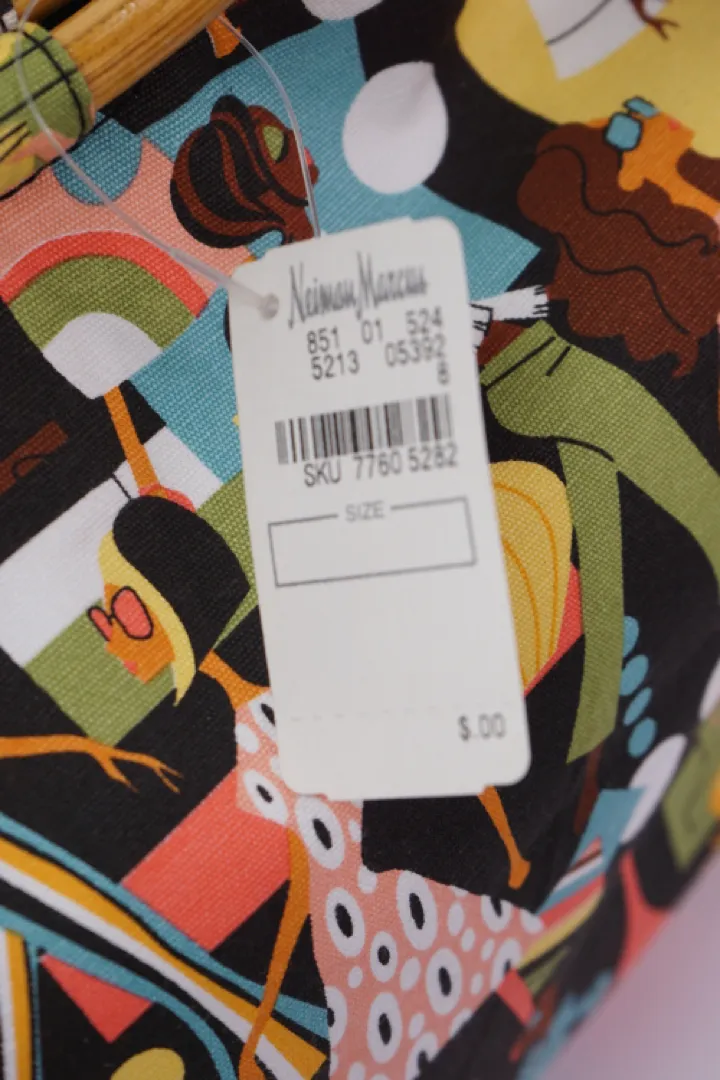 Neiman Marcus
851 01 524
5213 05392
8
SKU 7760 5282
SIZE
$.00